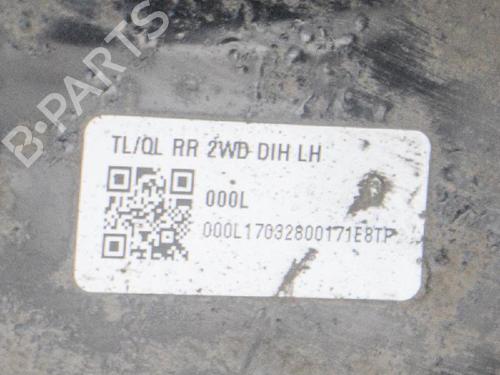 B-PARTS
TL/QL RR 2WD DIH LH
000L
000L17032800171E8TP